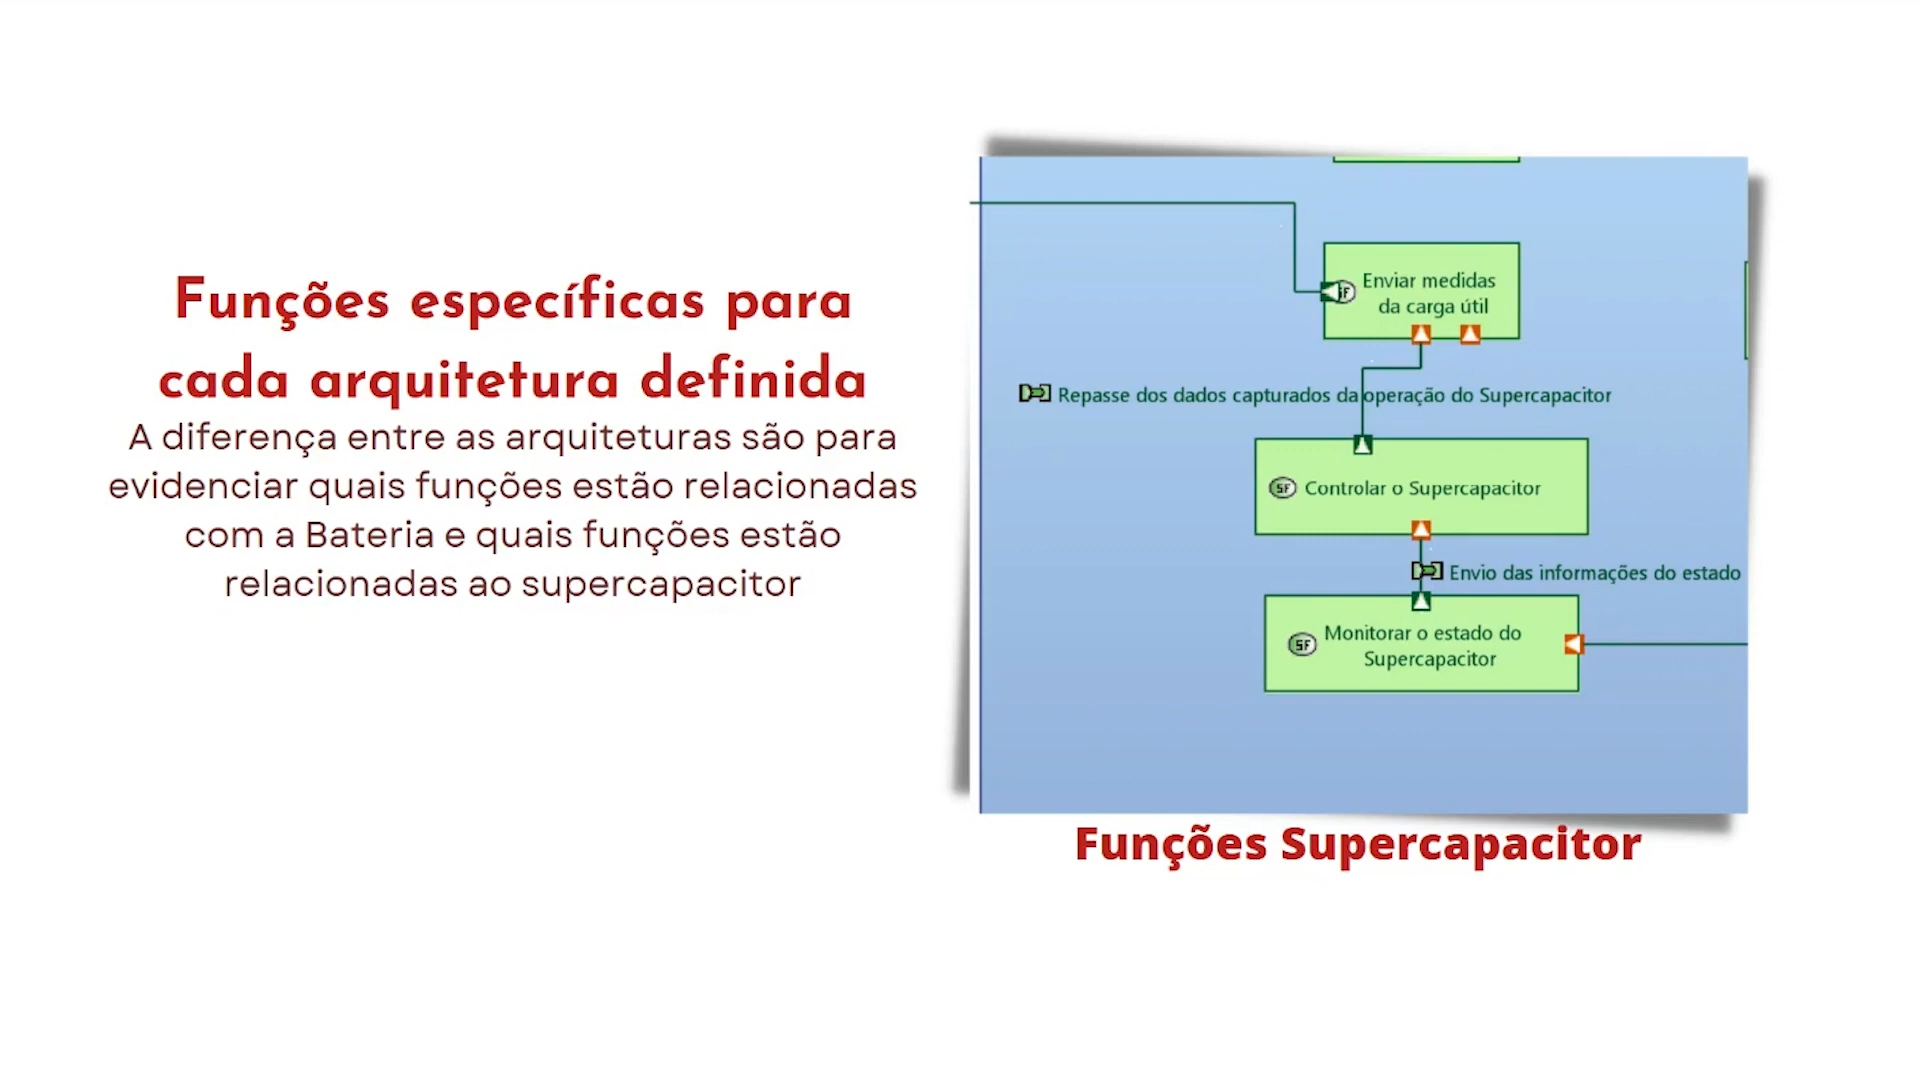 Funções específicas para
cada arquitetura definida
A diferença entre as arquiteturas são para
evidenciar quais funções estão relacionadas
com a Bateria e quais funções estão
relacionadas ao supercapacitor
Enviar medidas
da carga útil
Repasse dos dados capturados da operação do Supercapacitor
SF Controlar o Supercapacitor
Envio das informações do estado
SF Monitorar o estado do
Supercapacitor
Funções Supercapacitor